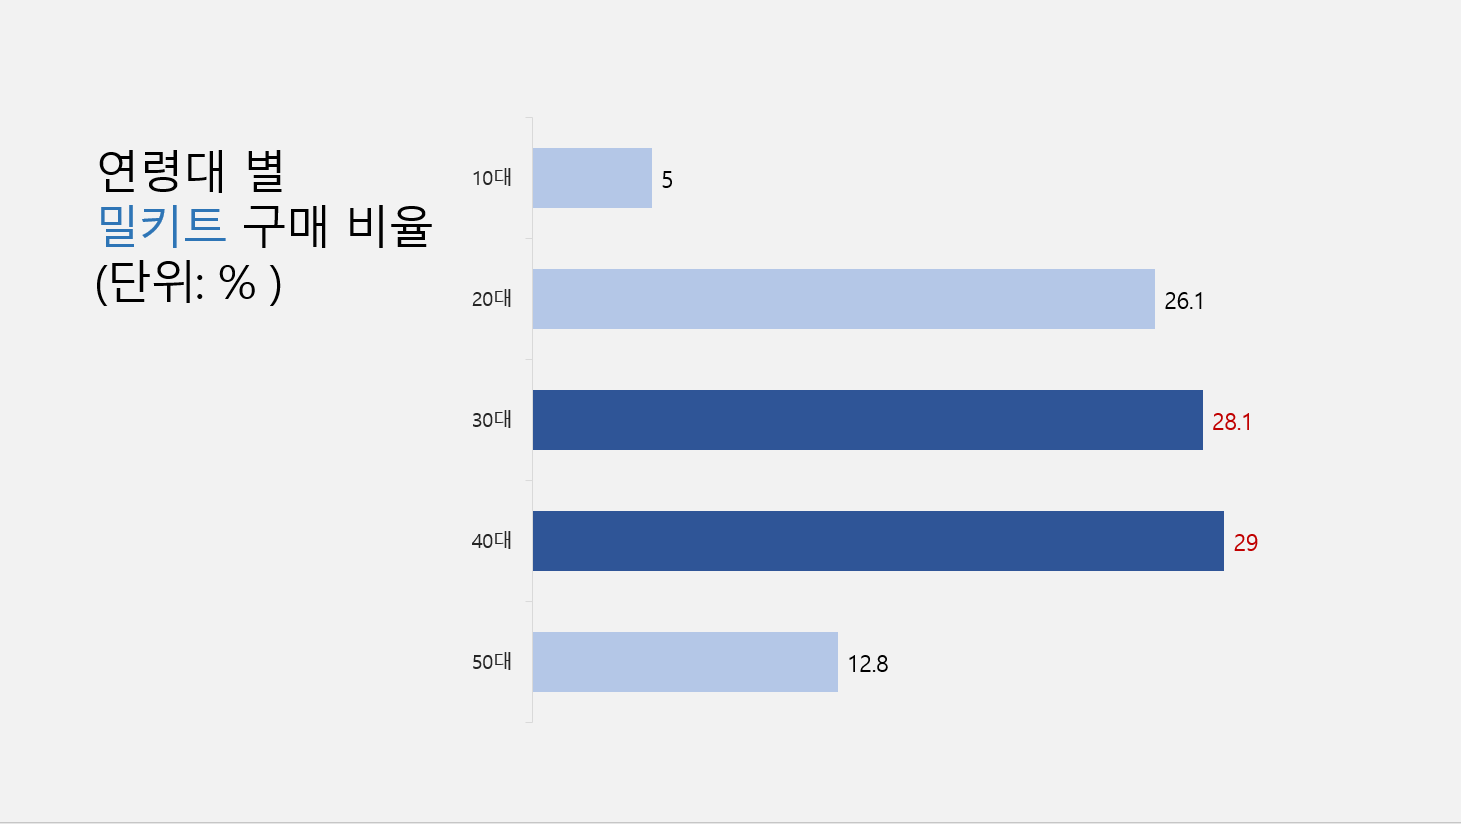 연령대 별
밀키트 구매 비율
(단위: % )
10대 5
20대 26.1
30대 28.1
40대 29
50대 12.8